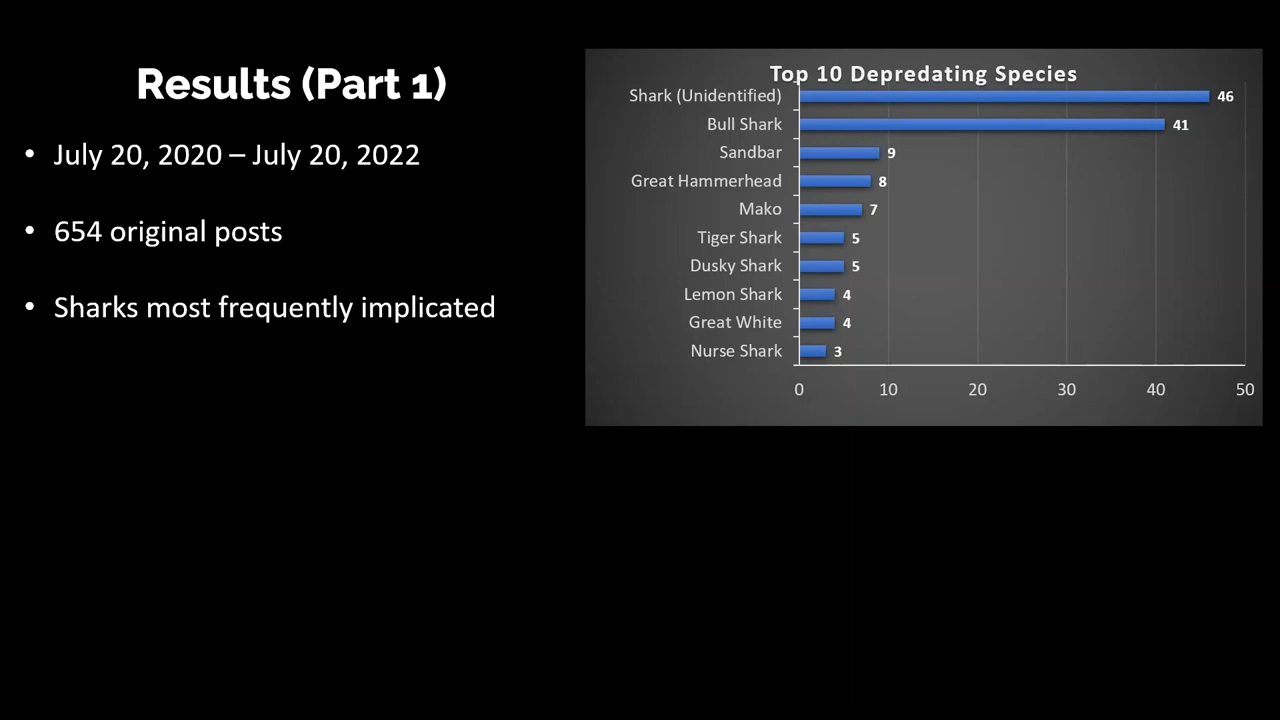 Results (Part 1)
• July 20, 2020 – July 20, 2022
• 654 original posts
• Sharks most frequently implicated
Top 10 Depredating Species
Shark (Unidentified) 46
Bull Shark 41
Sandbar 9
Great Hammerhead 8
Mako 7
Tiger Shark 5
Dusky Shark 5
Lemon Shark 4
Great White 4
Nurse Shark 3
0 10 20 30 40 50